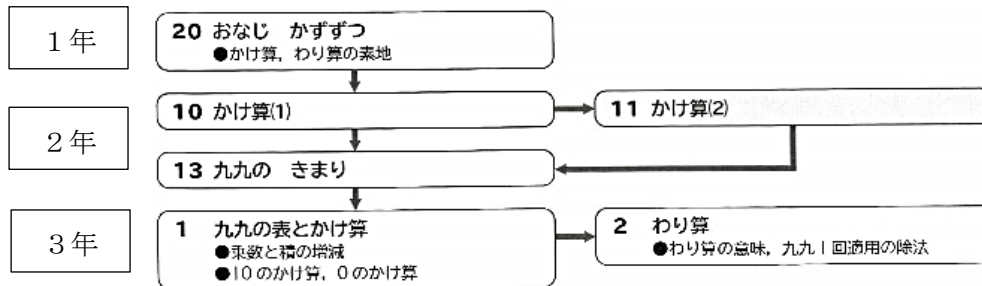 1年
20 おなじ かずずつ
●かけ算，わり算の素地
2年
10 かけ算(1)
11 かけ算(2)
13 九九の きまり
3年
1 九九の表とかけ算
●乗数と積の増減
●10のかけ算，0のかけ算
2 わり算
●わり算の意味，九九1回適用の除法